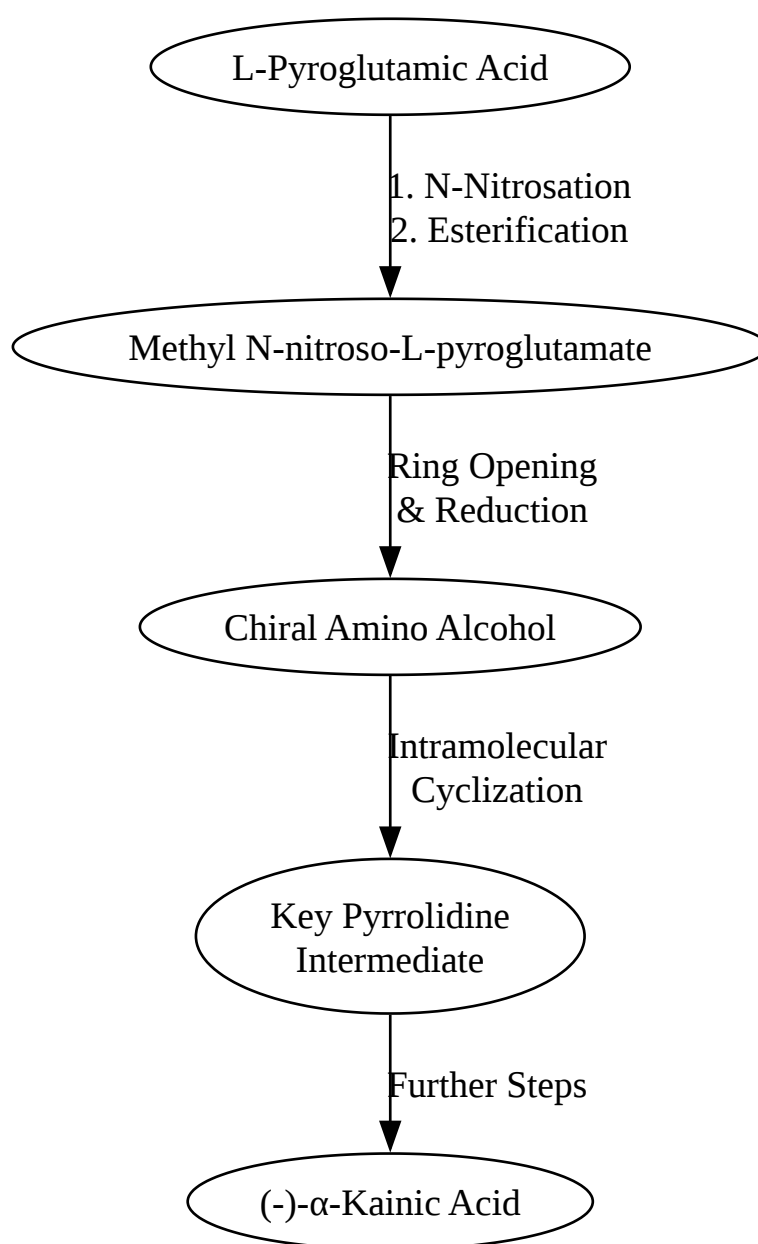 L-Pyroglutamic Acid
1. N-Nitrosation
2. Esterification
Methyl N-nitroso-L-pyroglutamate
Ring Opening
& Reduction
Chiral Amino Alcohol
Intramolecular
Cyclization
Key Pyrrolidine
Intermediate
Further Steps
(-)-α-Kainic Acid